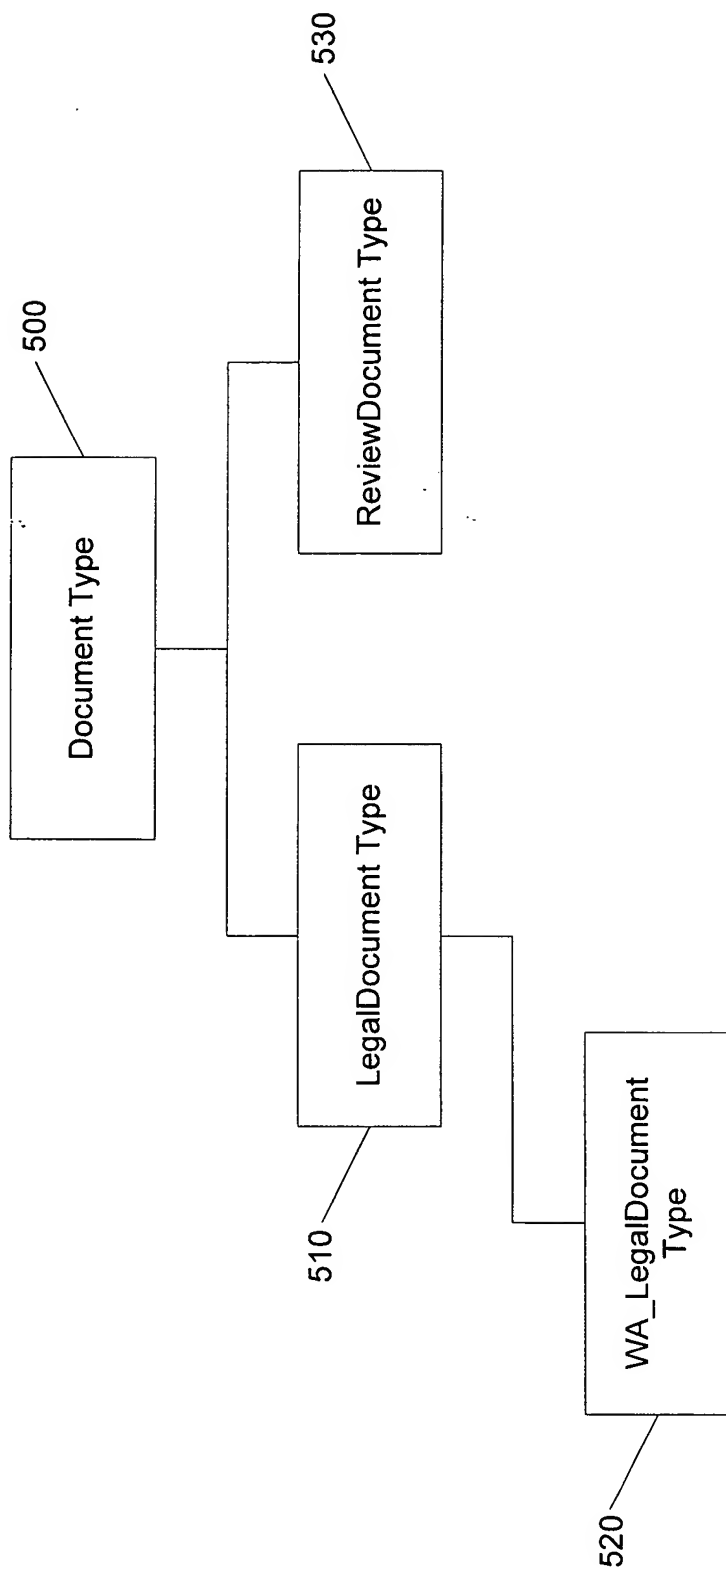 500
Document Type
530
ReviewDocument Type
510
LegalDocument Type
520
WA_LegalDocument
Type